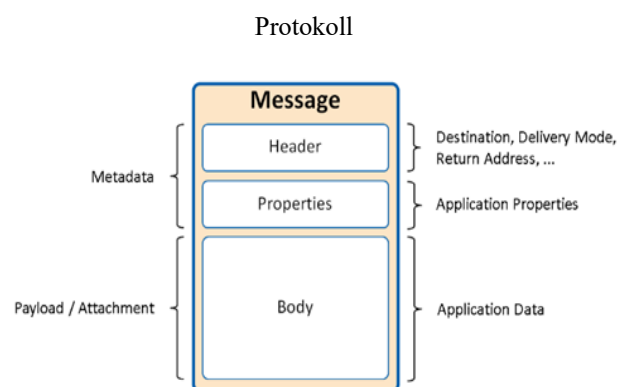 Protokoll
Message
Header
Destination, Delivery Mode,
Return Address, ...
Metadata
Properties
Application Properties
Payload / Attachment
Body
Application Data